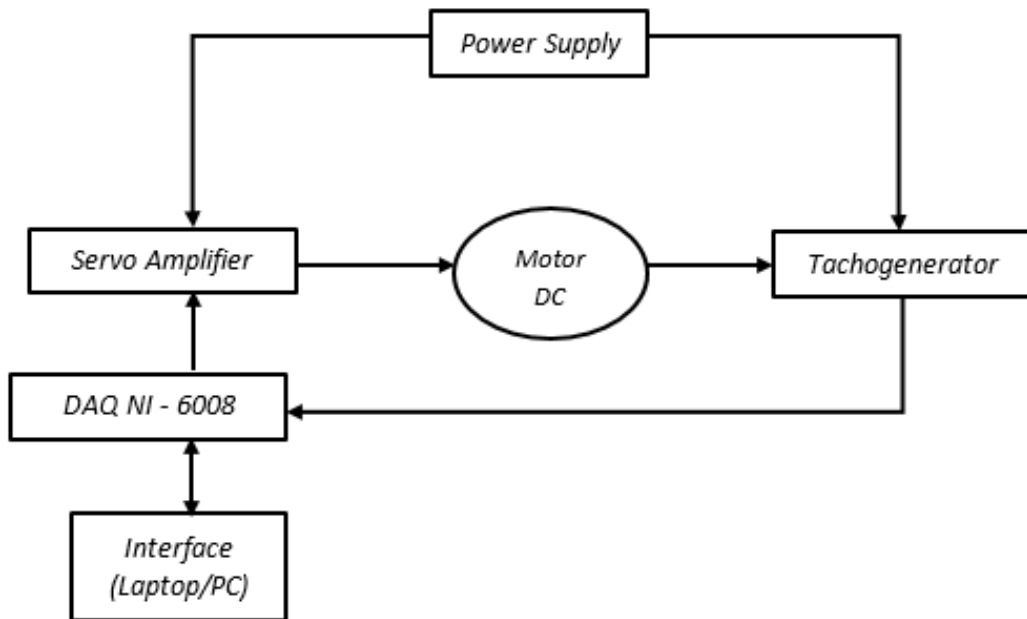 Power Supply
Servo Amplifier
Motor
DC
Tachogenerator
DAQ NI - 6008
Interface
(Laptop/PC)